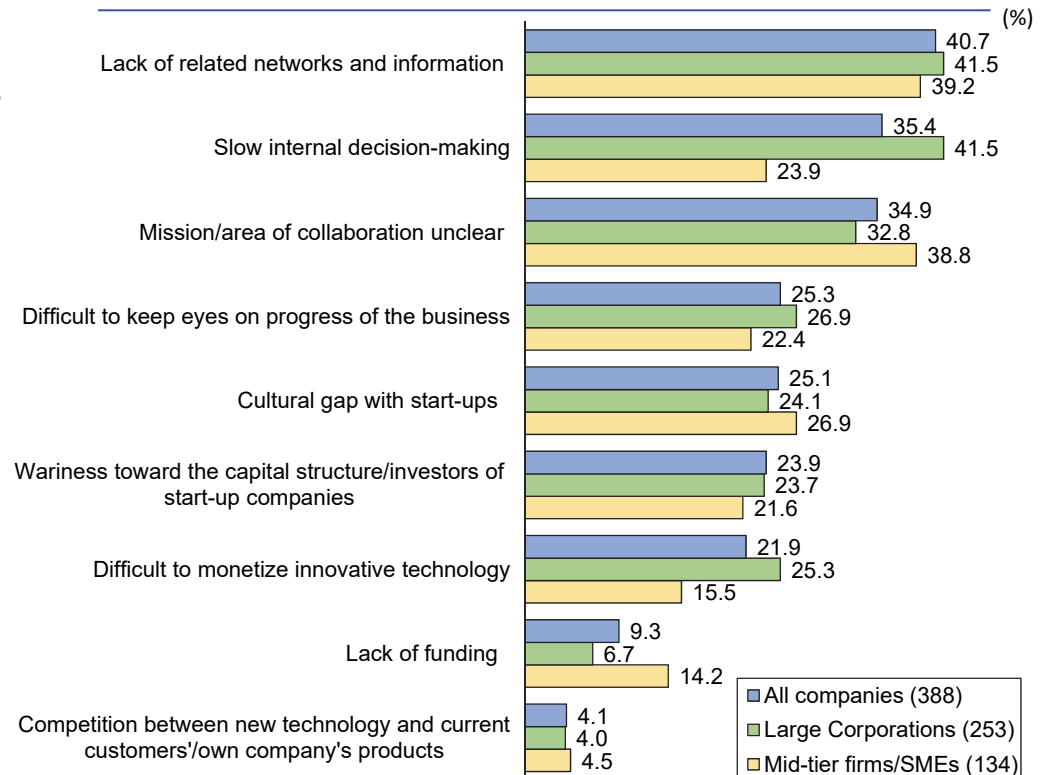 (%)
Lack of related networks and information
40.7
41.5
39.2
Slow internal decision-making
35.4
41.5
23.9
Mission/area of collaboration unclear
34.9
32.8
38.8
Difficult to keep eyes on progress of the business
25.3
26.9
22.4
Cultural gap with start-ups
25.1
24.1
26.9
Wariness toward the capital structure/investors of
start-up companies
23.9
23.7
21.6
Difficult to monetize innovative technology
21.9
25.3
15.5
Lack of funding
9.3
6.7
14.2
Competition between new technology and current
customers'/own company's products
4.1
4.0
4.5
All companies (388)
Large Corporations (253)
Mid-tier firms/SMEs (134)